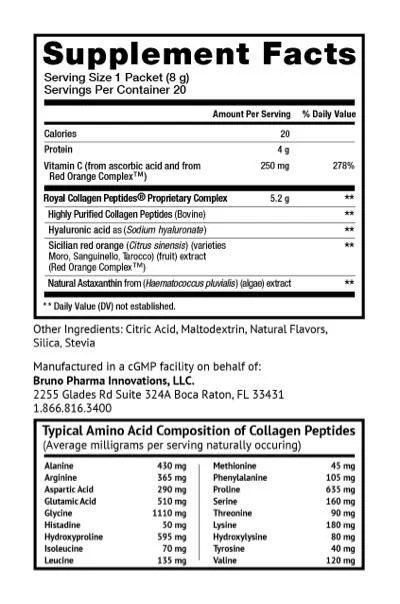 Supplement Facts
Serving Size 1 Packet (8 g)
Servings Per Container 20
Amount Per Serving % Daily Value
Calories 20
Protein 4 g
Vitamin C (from ascorbic acid and from 250 mg 278%
Red Orange Complex™)
Royal Collagen Peptides® Proprietary Complex 5.2 g **
Highly Purified Collagen Peptides (Bovine) **
Hyaluronic acid as (Sodium hyaluronate) **
Sicilian red orange (Citrus sinensis) (varieties **
Moro, Sanguinello, Tarocco) (fruit) extract
(Red Orange Complex™)
Natural Astaxanthin from (Haematococcus pluvialis) (algae) extract **
** Daily Value (DV) not established.
Other Ingredients: Citric Acid, Maltodextrin, Natural Flavors,
Silica, Stevia
Manufactured in a cGMP facility on behalf of:
Bruno Pharma Innovations, LLC.
2255 Glades Rd Suite 324A Boca Raton, FL 33431
1.866.816.3400
Typical Amino Acid Composition of Collagen Peptides
(Average milligrams per serving naturally occuring)
Alanine 430 mg Methionine 45 mg
Arginine 365 mg Phenylalanine 105 mg
Aspartic Acid 290 mg Proline 635 mg
Glutamic Acid 510 mg Serine 160 mg
Glycine 1110 mg Threonine 90 mg
Histadine 50 mg Lysine 180 mg
Hydroxyproline 595 mg Hydroxylysine 80 mg
Isoleucine 70 mg Tyrosine 40 mg
Leucine 135 mg Valine 120 mg